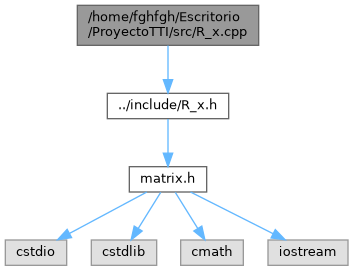 /home/fghfgh/Escritorio
/ProyectoTTI/src/R_x.cpp
../include/R_x.h
matrix.h
cstdio
cstdlib
cmath
iostream